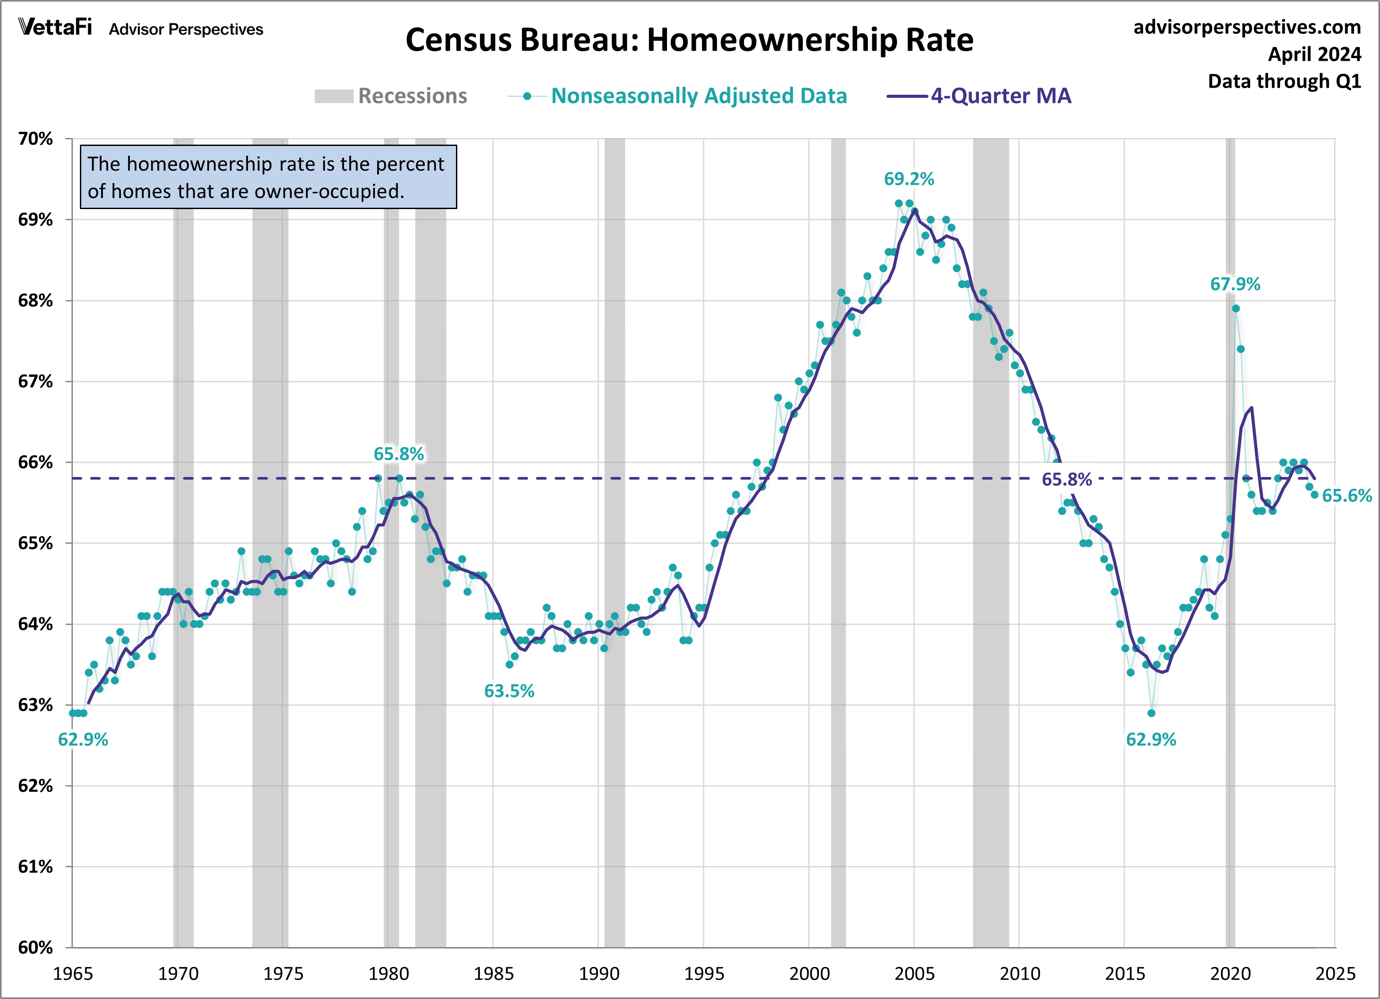 VettaFi Advisor Perspectives
Census Bureau: Homeownership Rate
advisorperspectives.com
April 2024
Data through Q1
Recessions
Nonseasonally Adjusted Data
4-Quarter MA
The homeownership rate is the percent
of homes that are owner-occupied.
70%
69%
68%
67%
66%
65%
64%
63%
62%
61%
60%
62.9%
65.8%
63.5%
69.2%
65.8%
62.9%
67.9%
65.6%
1965 1970 1975 1980 1985 1990 1995 2000 2005 2010 2015 2020 2025